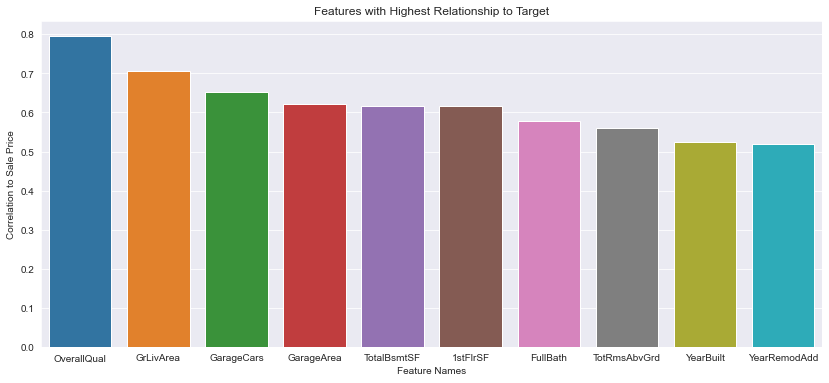 Features with Highest Relationship to Target
Correlation to Sale Price
0.8
0.7
0.6
0.5
0.4
0.3
0.2
0.1
0.0
OverallQual GrLivArea GarageCars GarageArea TotalBsmtSF 1stFlrSF FullBath TotRmsAbvGrd YearBuilt YearRemodAdd
Feature Names